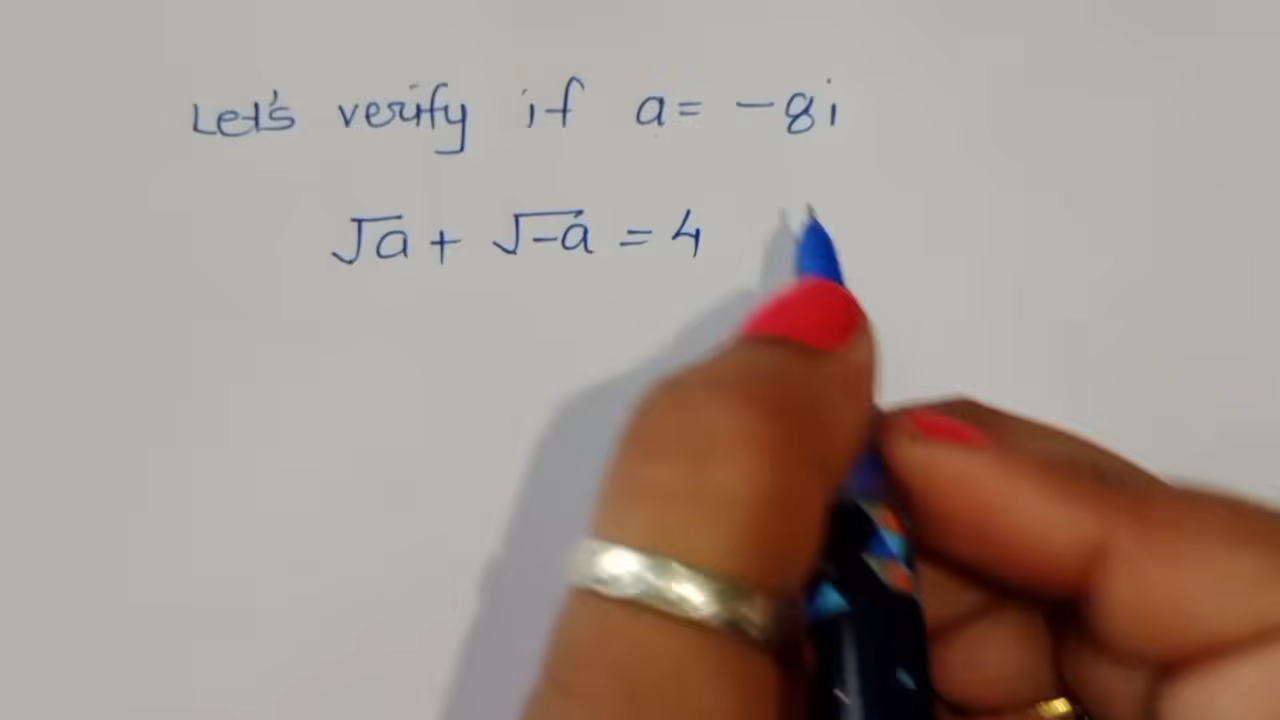 Let's verify if a = -8i
√a + √-a = 4